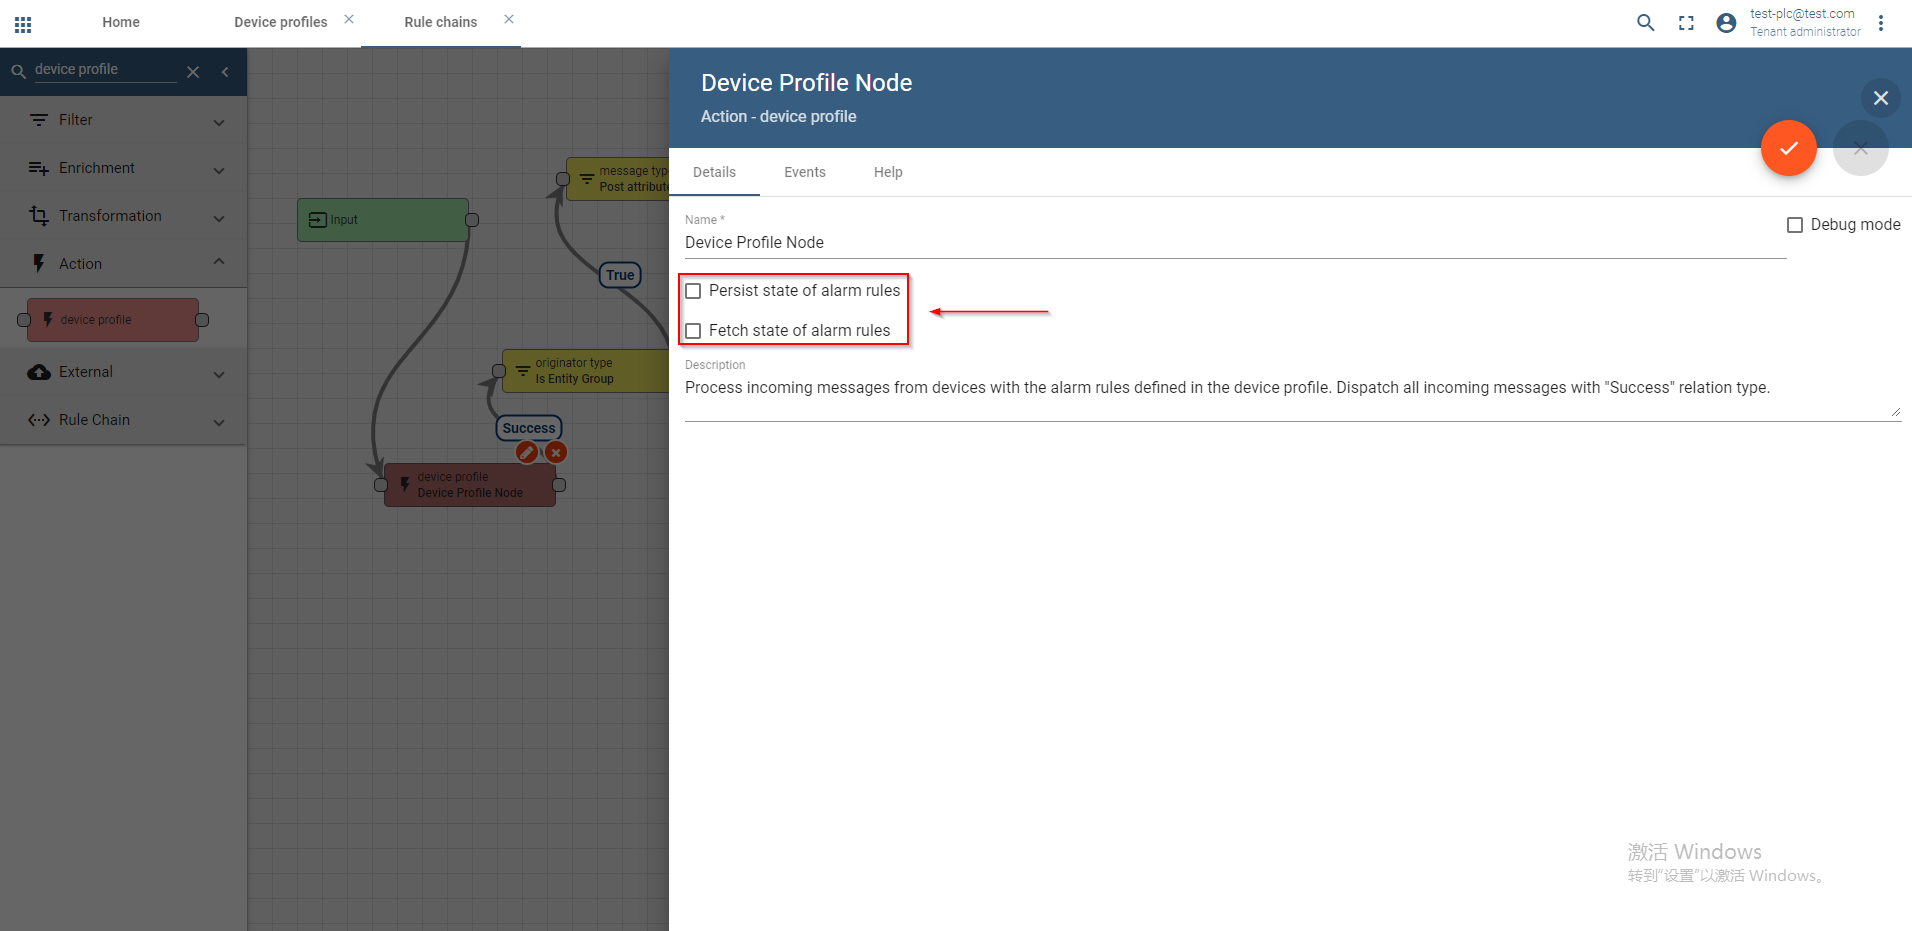 Home
Device profiles
Rule chains
test-plc@test.com
Tenant administrator
device profile
Filter
Enrichment
Transformation
Action
device profile
External
Rule Chain
Input
message typ
Post attribute
True
originator type
Is Entity Group
Success
device profile
Device Profile Node
Device Profile Node
Action - device profile
Details
Events
Help
Name *
Device Profile Node
Debug mode
Persist state of alarm rules
Fetch state of alarm rules
Description
Process incoming messages from devices with the alarm rules defined in the device profile. Dispatch all incoming messages with "Success" relation type.
激活 Windows
转到"设置"以激活 Windows。